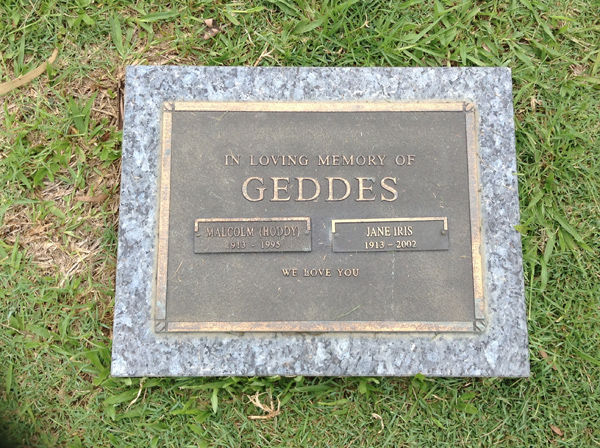 IN LOVING MEMORY OF
GEDDES
MALCOLM (HODDY)
1913 - 1995
JANE IRIS
1913 - 2002
WE LOVE YOU